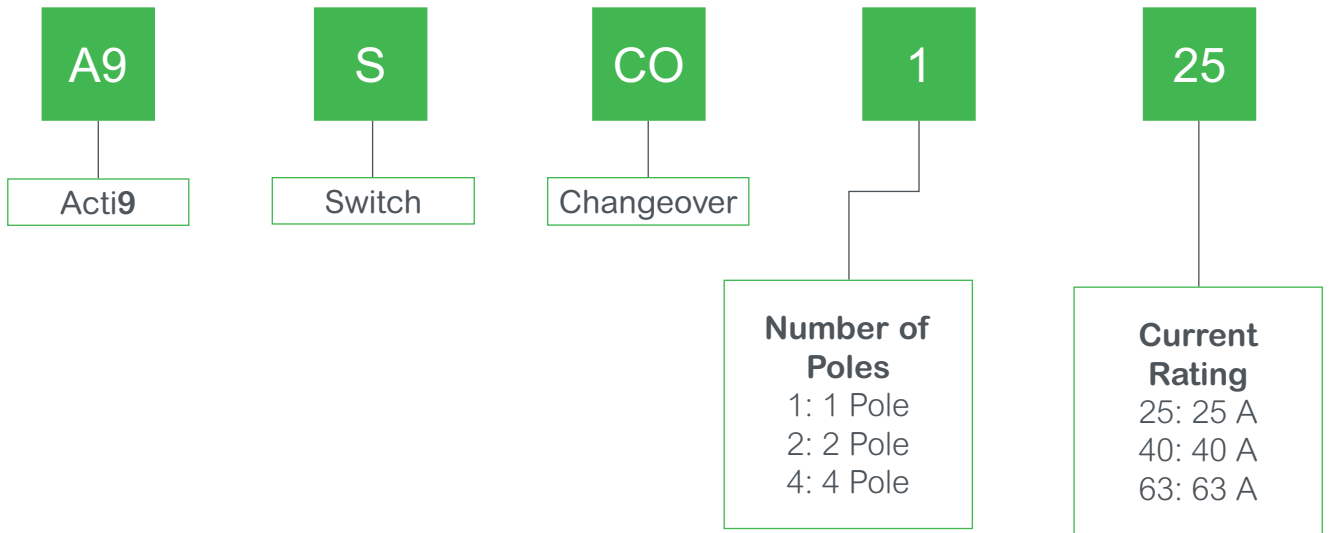 A9
S
CO
1
25
Acti9
Switch
Changeover
Number of
Poles
1: 1 Pole
2: 2 Pole
4: 4 Pole
Current
Rating
25: 25 A
40: 40 A
63: 63 A